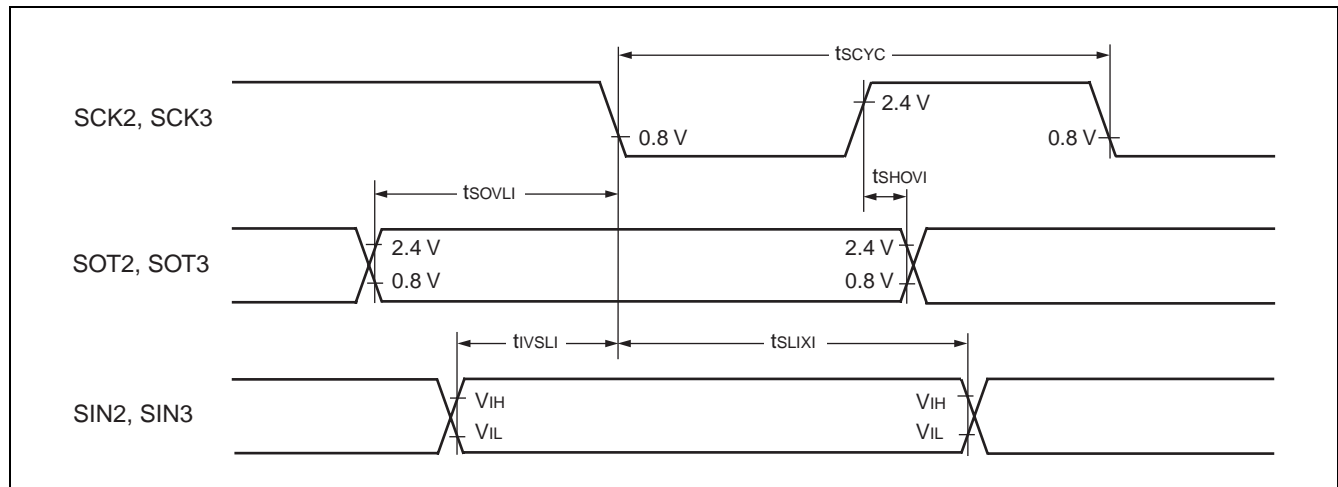 tSCYC
SCK2, SCK3
2.4 V
0.8 V
0.8 V
tSOVLI
tSHOVI
SOT2, SOT3
2.4 V
2.4 V
0.8 V
0.8 V
tIVSLI
tSLIXI
SIN2, SIN3
VIH
VIH
VIL
VIL